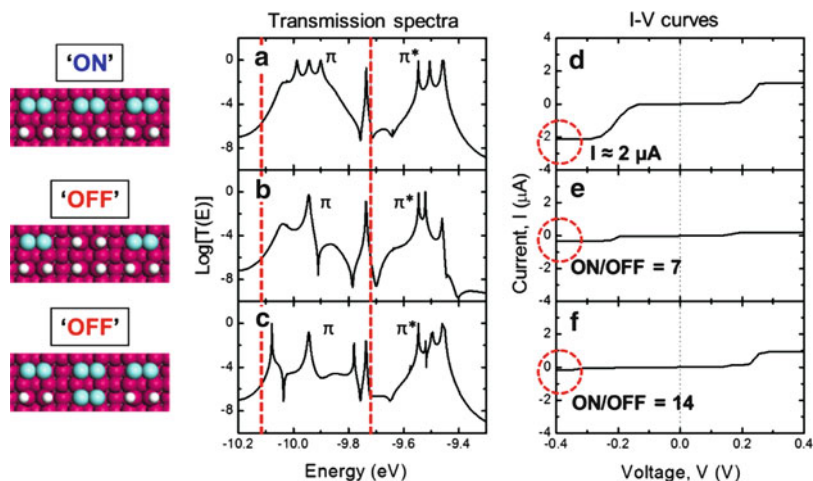 Transmission spectra
I-V curves
'ON'
'OFF'
'OFF'
a
π
π*
b
π
π*
c
π
π*
0
-4
-8
0
-4
-8
0
-4
-8
Log[T(E)]
-10.2 -10.0 -9.8 -9.6 -9.4
Energy (eV)
d
I ≈ 2 µA
e
ON/OFF = 7
f
ON/OFF = 14
4
2
0
-2
-4
2
0
-2
-4
2
0
-2
-4
Current, I (µA)
-0.4 -0.2 0.0 0.2 0.4
Voltage, V (V)